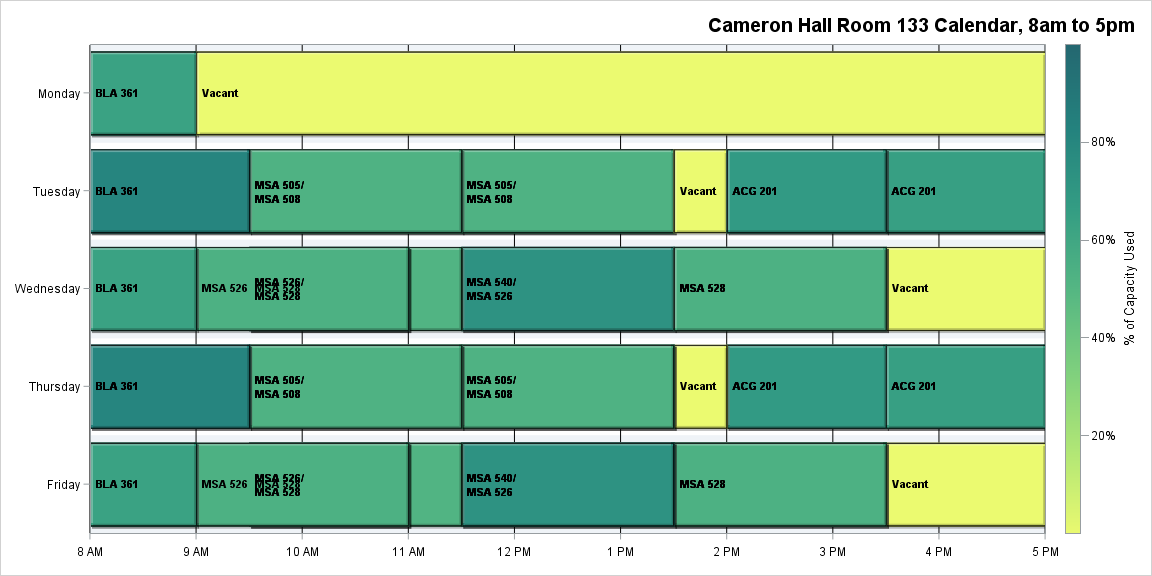 Cameron Hall Room 133 Calendar, 8am to 5pm
Monday
BLA 361
Vacant
Tuesday
BLA 361
MSA 505/
MSA 508
MSA 505/
MSA 508
Vacant
ACG 201
ACG 201
Wednesday
BLA 361
MSA 526
MSA 526/
MSA 528
MSA 540/
MSA 526
MSA 528
Vacant
Thursday
BLA 361
MSA 505/
MSA 508
MSA 505/
MSA 508
Vacant
ACG 201
ACG 201
Friday
BLA 361
MSA 526
MSA 526/
MSA 528
MSA 540/
MSA 526
MSA 528
Vacant
8 AM
9 AM
10 AM
11 AM
12 PM
1 PM
2 PM
3 PM
4 PM
5 PM
80%
60%
40%
20%
% of Capacity Used